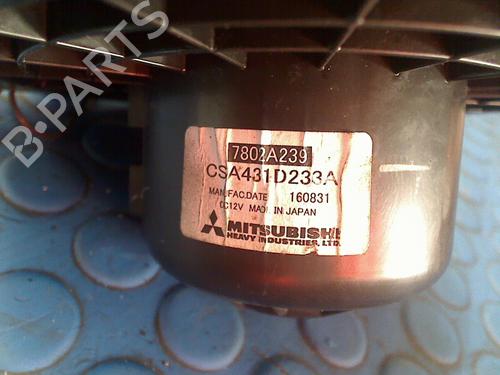 7802A239
CSA431D233A
MANUFAC.DATE 160831
DC12V MADE IN JAPAN
MITSUBISHI
HEAVY INDUSTRIES, LTD.
B-PARTS